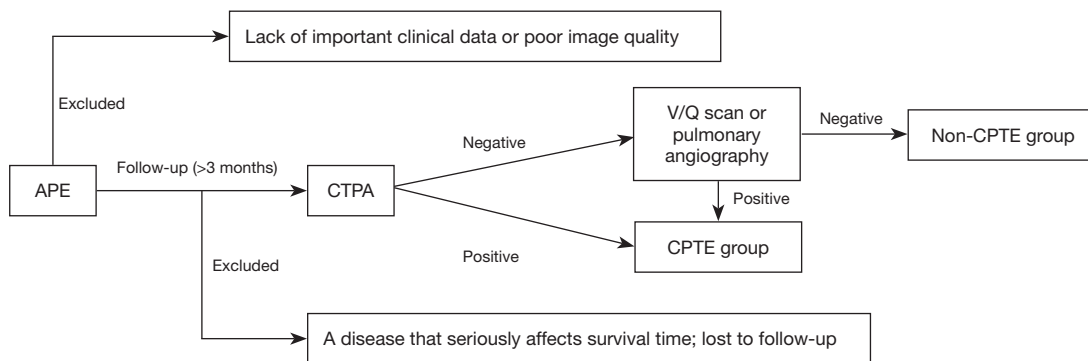 Lack of important clinical data or poor image quality
Excluded
V/Q scan or
pulmonary
angiography
Negative
Non-CPTE group
Negative
Follow-up (>3 months)
APE
CTPA
Positive
CPTE group
Positive
Excluded
A disease that seriously affects survival time; lost to follow-up